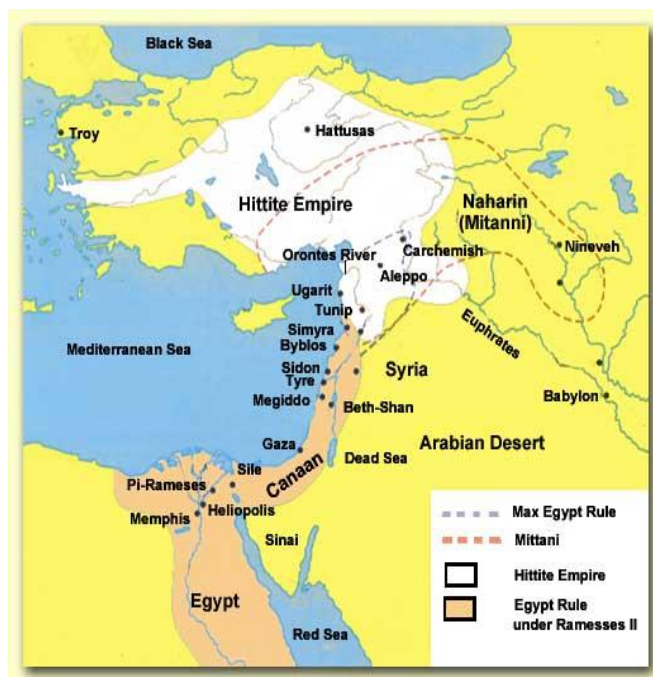 Black Sea
Troy
Hattusas
Hittite Empire
Naharin
(Mitanni)
Nineveh
Orontes River
Carchemish
Aleppo
Ugarit
Tunip
Simyra
Byblos
Mediterranean Sea
Euphrates
Sidon
Syria
Tyre
Babylon
Megiddo
Beth-Shan
Gaza
Arabian Desert
Dead Sea
Canaan
Sile
Pi-Rameses
Heliopolis
Memphis
Sinai
Egypt
Red Sea
Max Egypt Rule
Mittani
Hittite Empire
Egypt Rule
under Ramesses II